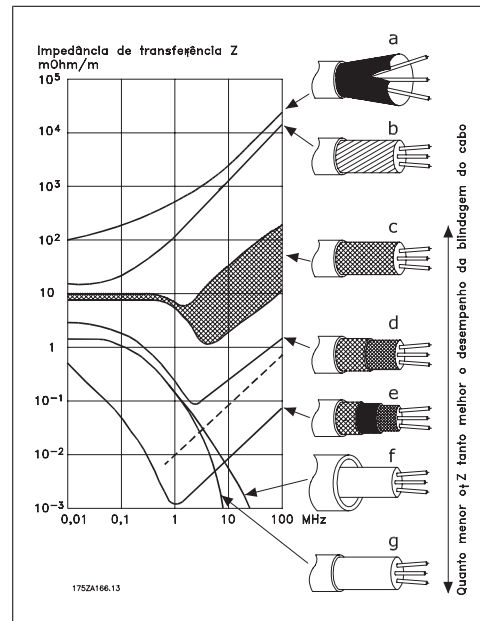 Impedância de transferência Z
mOhm/m
10⁵
10⁴
10³
10²
10
1
10⁻¹
10⁻²
10⁻³
0,01 0,1 1 10 100
MHz
a
b
c
d
e
f
g
Quanto menor o Z tanto melhor o desempenho da blindagem do cabo
175ZA166.13